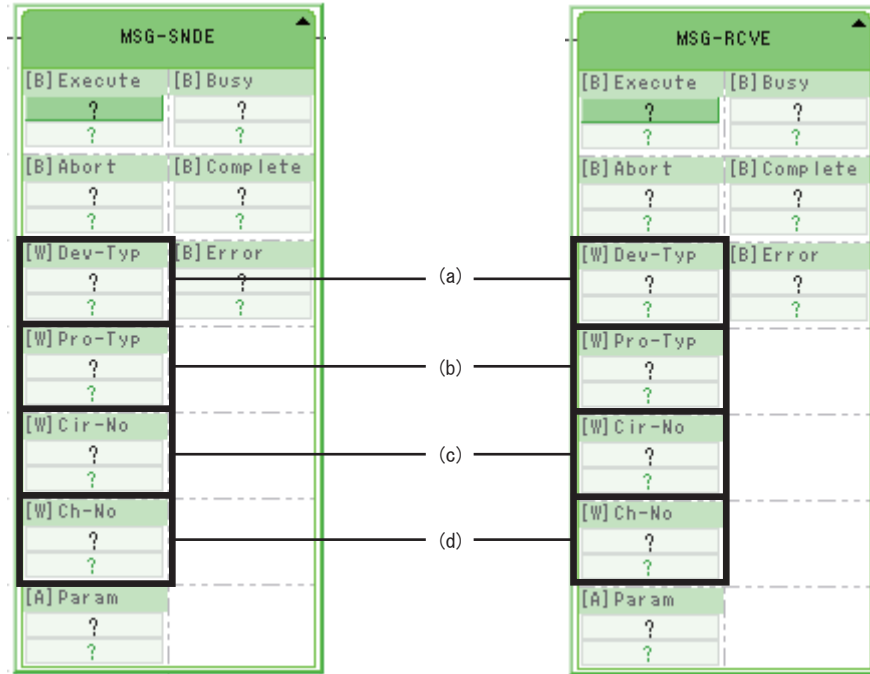 MSG-SNDE
[B]Execute [B]Busy
? ?
? ?
[B]Abort [B]Complete
? ?
? ?
[W]Dev-Typ [B]Error
? ?
? ?
[W]Pro-Typ
?
?
[W]Cir-No
?
?
[W]Ch-No
?
?
[A]Param
?
?
(a)
(b)
(c)
(d)
MSG-RCVE
[B]Execute [B]Busy
? ?
? ?
[B]Abort [B]Complete
? ?
? ?
[W]Dev-Typ [B]Error
? ?
? ?
[W]Pro-Typ
?
?
[W]Cir-No
?
?
[W]Ch-No
?
?
[A]Param
?
?